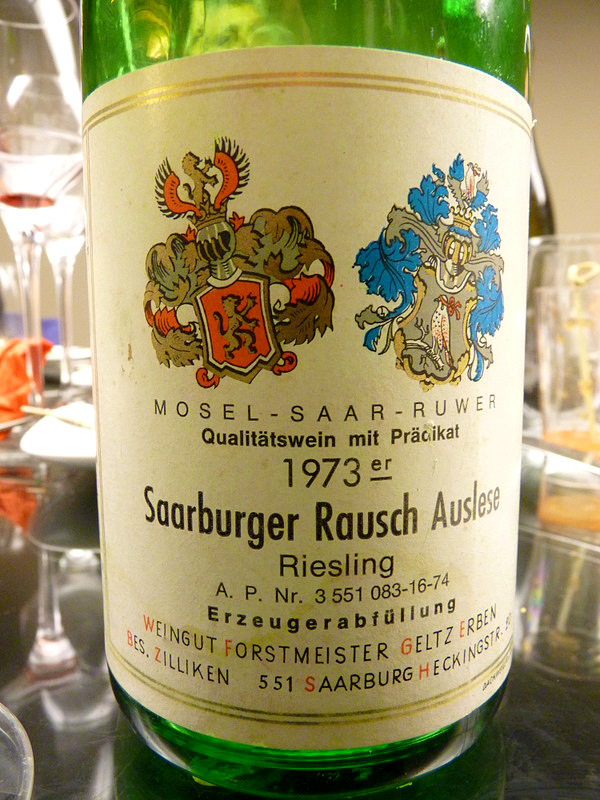 MOSEL-SAAR-RUWER
Qualitätswein mit Prädikat
1973er
Saarburger Rausch Auslese
Riesling
A. P. Nr. 3 551 083-16-74
Erzeugerabfüllung
WEINGUT FORSTMEISTER GELTZ ERBEN
BES. ZILLIKEN 551 SAARBURG HECKINGSTR.